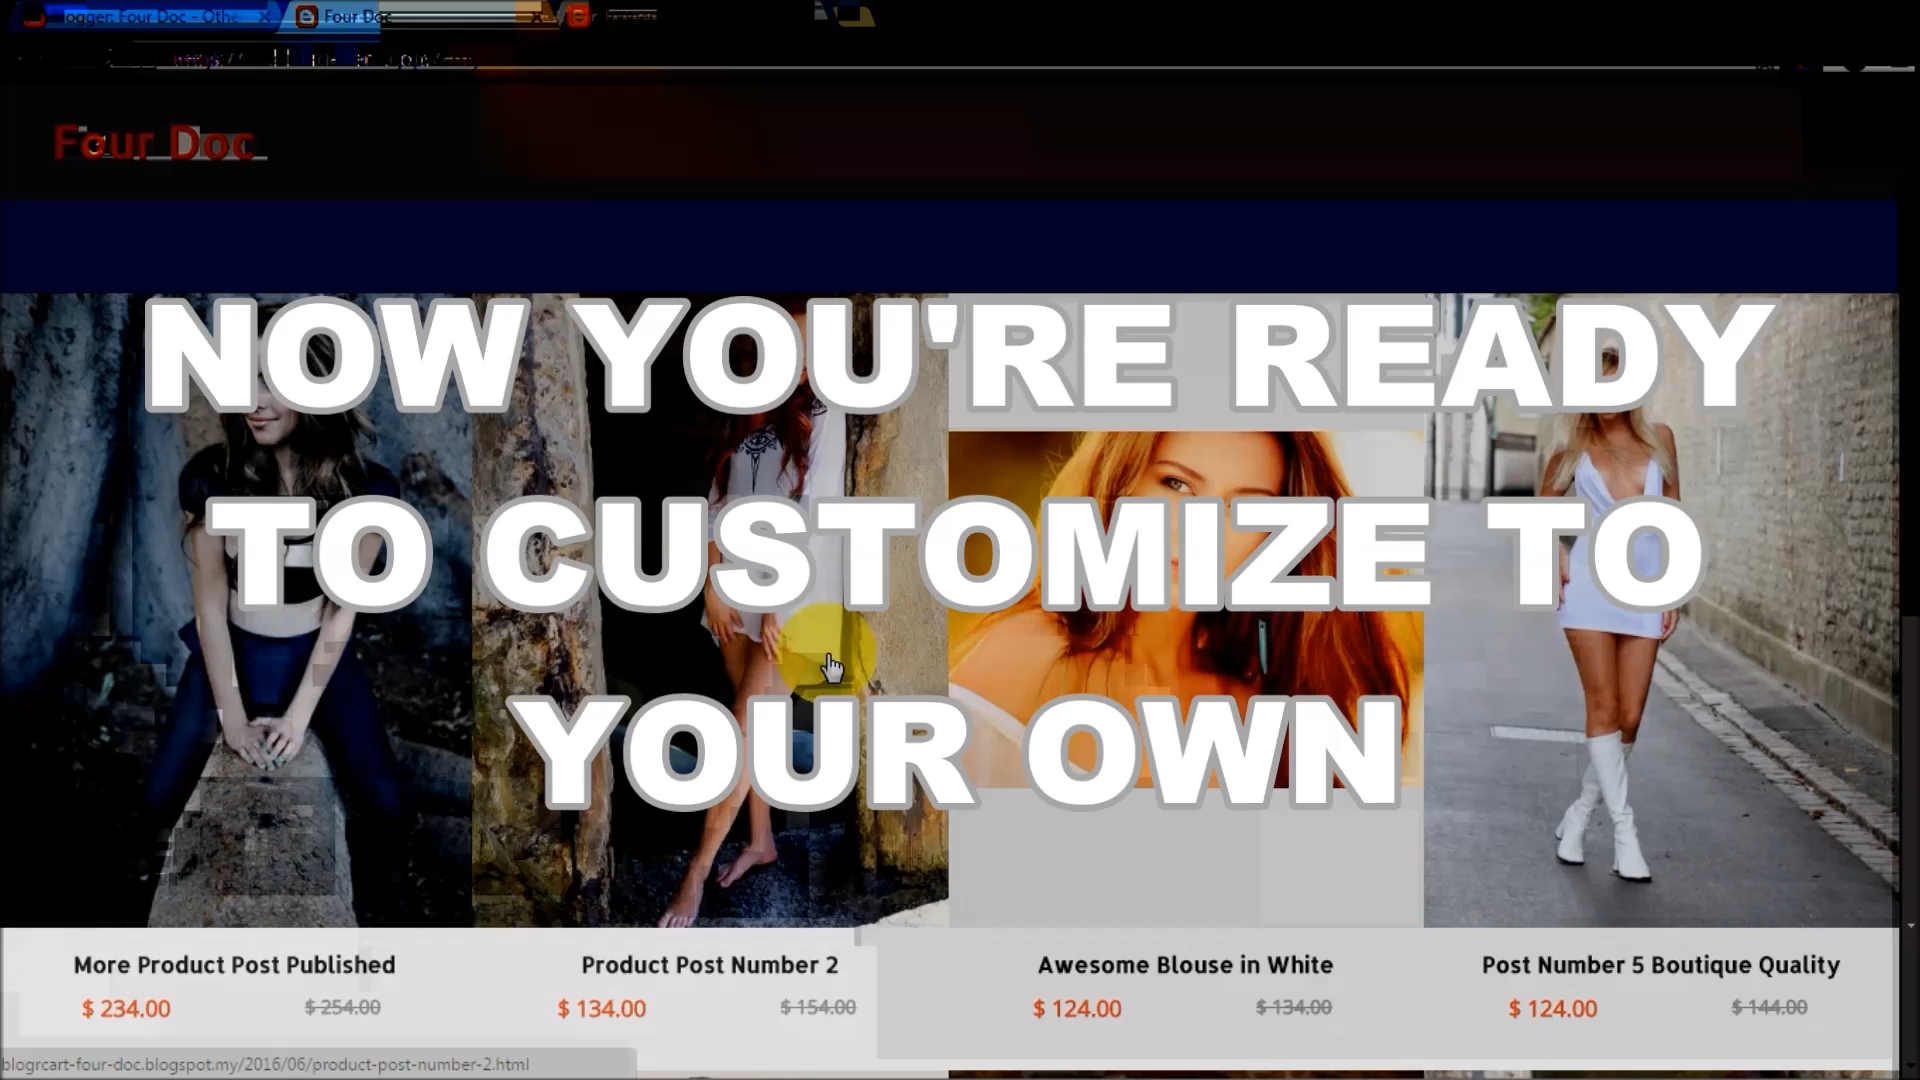 Four Doc - Othe
Four Doc
Four Doc
NOW YOU'RE READY
TO CUSTOMIZE TO
YOUR OWN
More Product Post Published
$ 234.00 $ 254.00
Product Post Number 2
$ 134.00 $ 154.00
Awesome Blouse in White
$ 124.00 $ 134.00
Post Number 5 Boutique Quality
$ 124.00 $ 144.00
blogrcart-four-doc.blogspot.my/2016/06/product-post-number-2.html